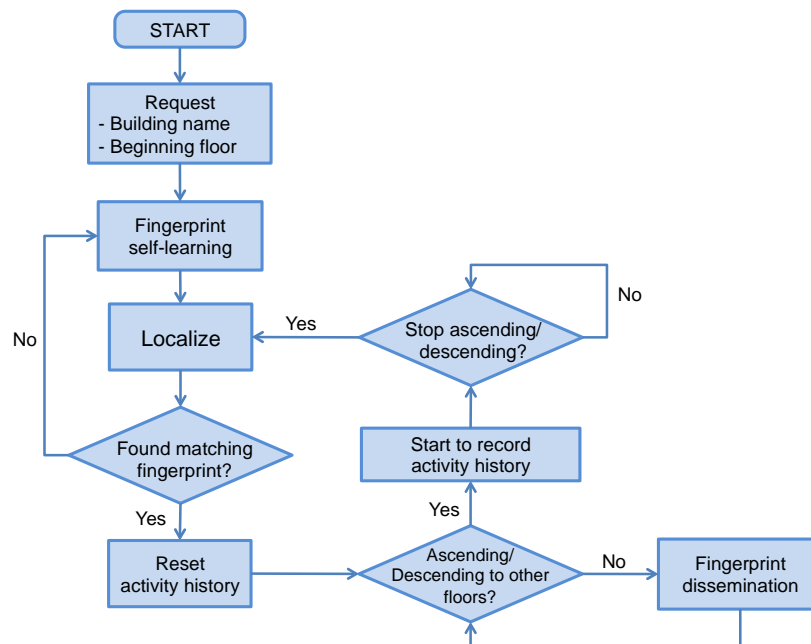 START
Request
- Building name
- Beginning floor
Fingerprint
self-learning
No
Localize
Yes
Stop ascending/
descending?
No
Found matching
fingerprint?
Start to record
activity history
Yes
Yes
Reset
activity history
Ascending/
Descending to other
floors?
No
Fingerprint
dissemination